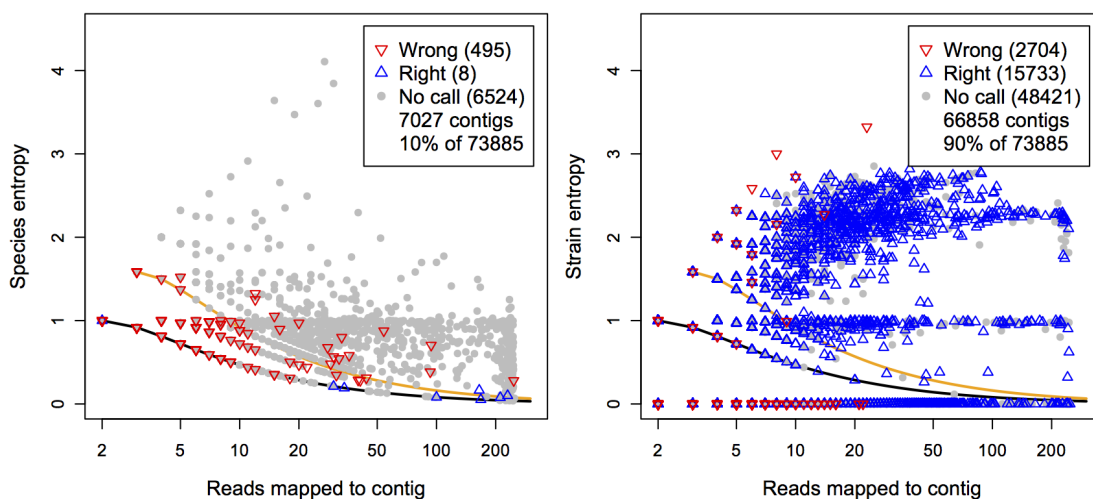 Wrong (495)
Right (8)
No call (6524)
7027 contigs
10% of 73885
Species entropy
0
1
2
3
4
2
5
10
20
50
100
200
Reads mapped to contig
Wrong (2704)
Right (15733)
No call (48421)
66858 contigs
90% of 73885
Strain entropy
0
1
2
3
4
2
5
10
20
50
100
200
Reads mapped to contig